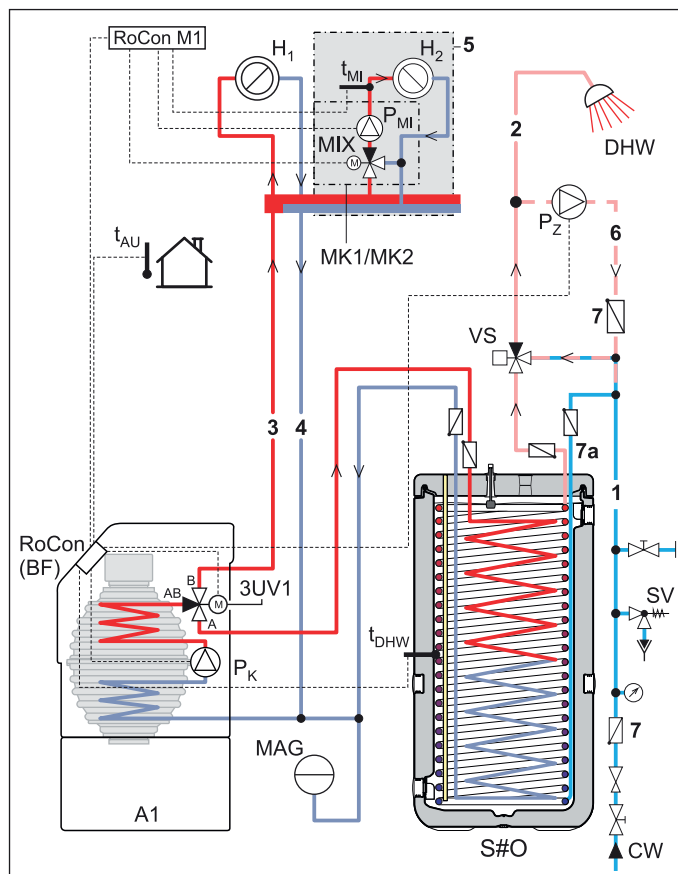 RoCon M1
H1
5
tMI
H2
PMI
MIX
M
2
DHW
PZ
tAU
MK1/MK2
6
7
VS
3
4
7a
1
RoCon
(BF)
B
AB
M
3UV1
A
SV
tDHW
PK
7
MAG
A1
S#O
CW